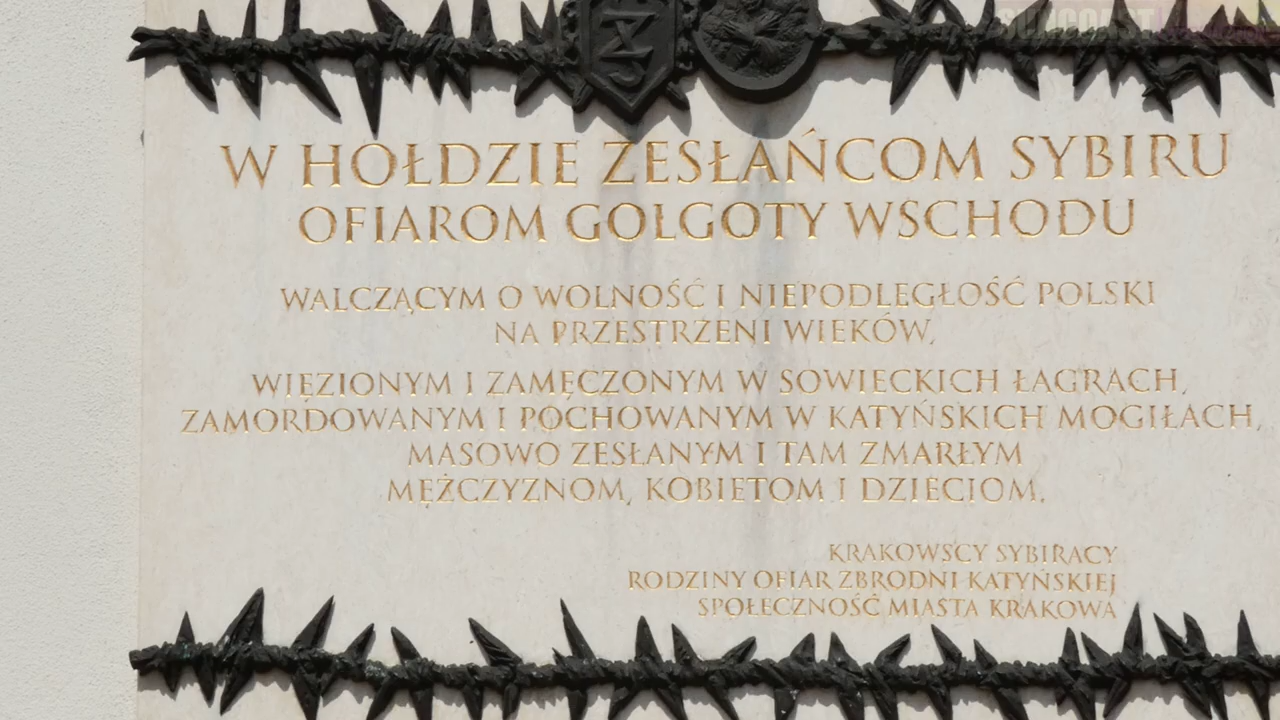 W HOŁDZIE ZESŁAŃCOM SYBIRU
OFIAROM GOLGOTY WSCHODU
WALCZĄCYM O WOLNOŚĆ I NIEPODLEGŁOŚĆ POLSKI
NA PRZESTRZENI WIEKÓW,
WIĘZIONYM I ZAMĘCZONYM W SOWIECKICH ŁAGRACH,
ZAMORDOWANYM I POCHOWANYM W KATYŃSKICH MOGIŁACH,
MASOWO ZESŁANYM I TAM ZMARŁYM
MĘŻCZYZNOM, KOBIETOM I DZIECIOM.
KRAKOWSCY SYBIRACY
RODZINY OFIAR ZBRODNI KATYŃSKIEJ
SPOŁECZNOŚĆ MIASTA KRAKOWA